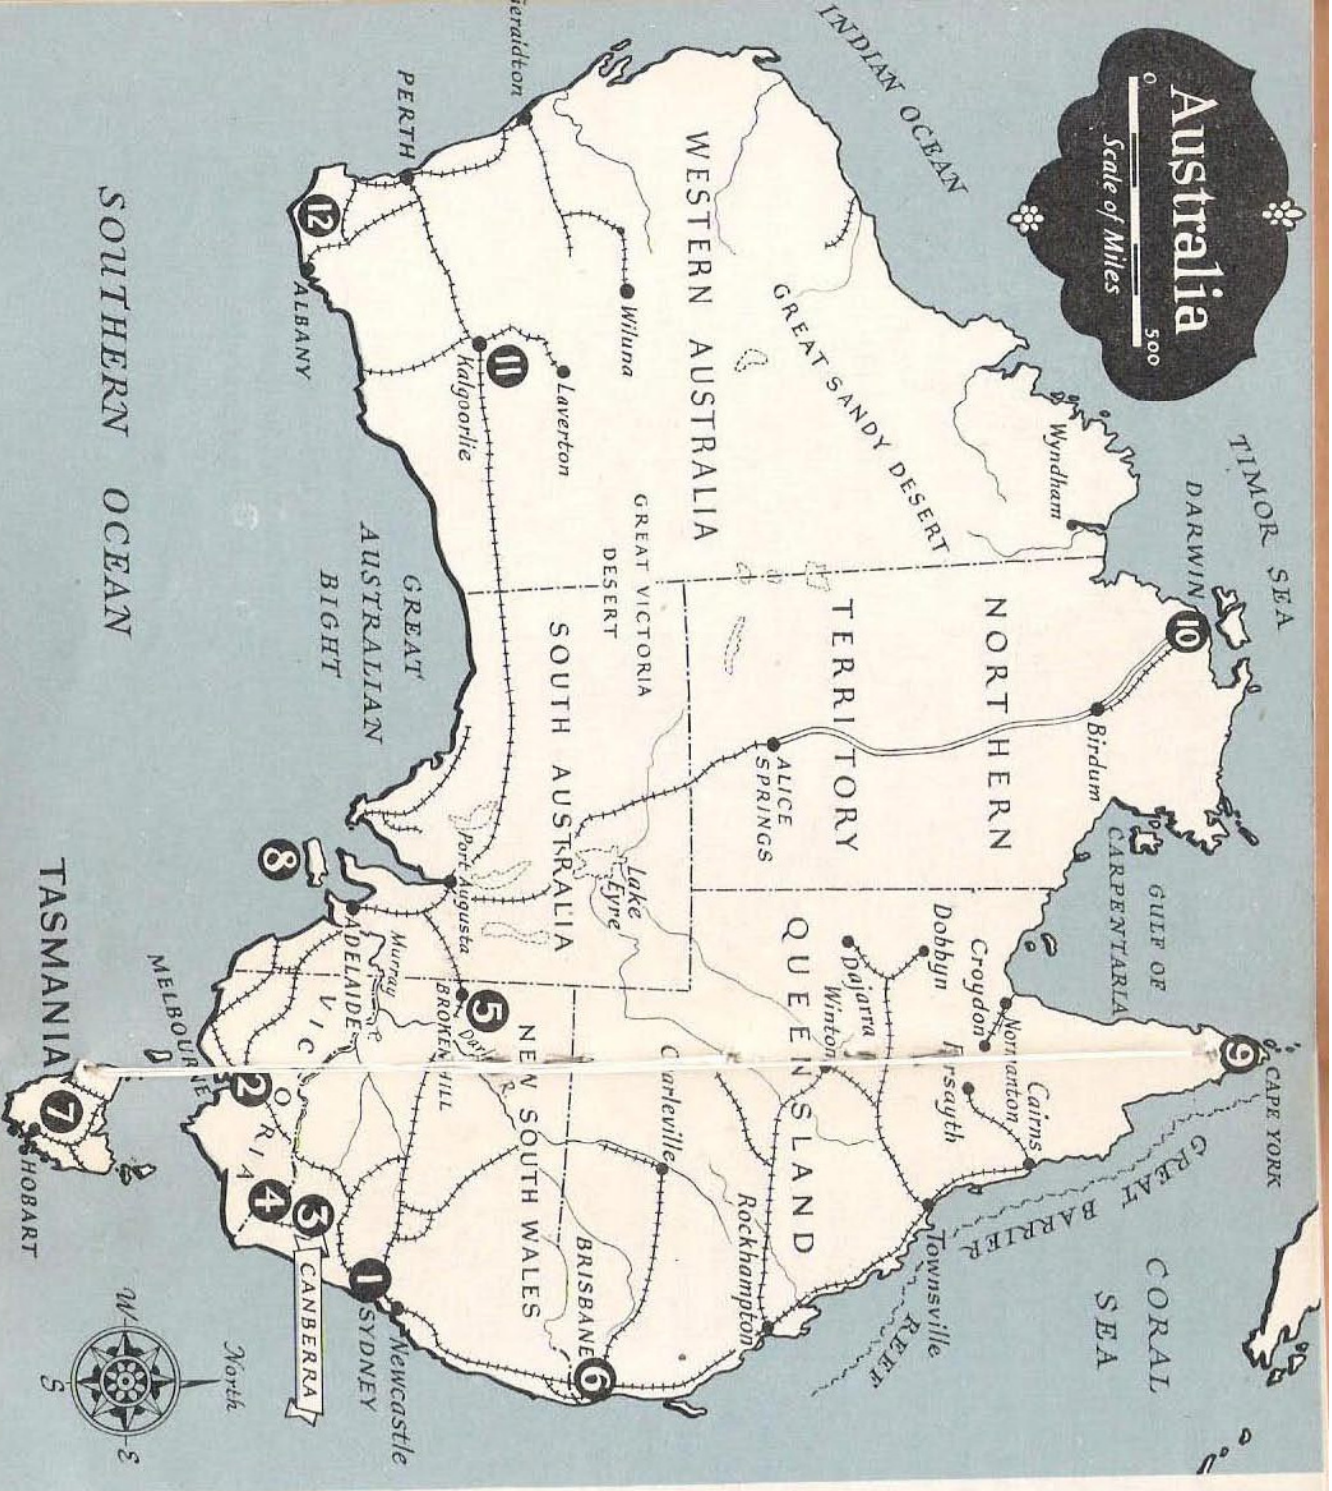 Australia
Scale of Miles
0 500
INDIAN OCEAN
TIMOR SEA
DARWIN
10
Wyndham
Birdum
GULF OF
CARPENTARIA
9
CAPE YORK
GREAT BARRIER
REEF
CORAL
SEA
NORTHERN
TERRITORY
GREAT SANDY DESERT
WESTERN AUSTRALIA
ALICE
SPRINGS
Dobbyn
Croydon
Normanton
Cairns
Dajarra
Winton
Townsville
QUEENSLAND
Rockhampton
Charleville
BRISBANE
6
GREAT VICTORIA
DESERT
SOUTH AUSTRALIA
Lake
Eyre
Wiluna
Laverton
11
Kalgoorlie
PERTH
12
ALBANY
GREAT
AUSTRALIAN
BIGHT
Port Augusta
8
ADELAIDE
Murray
R.
BROKEN HILL
5
R.
NEW SOUTH WALES
VICTORIA
MELBOURNE
2
4
3
CANBERRA
1
SYDNEY
Newcastle
SOUTHERN OCEAN
TASMANIA
7
HOBART
North
W
E
S